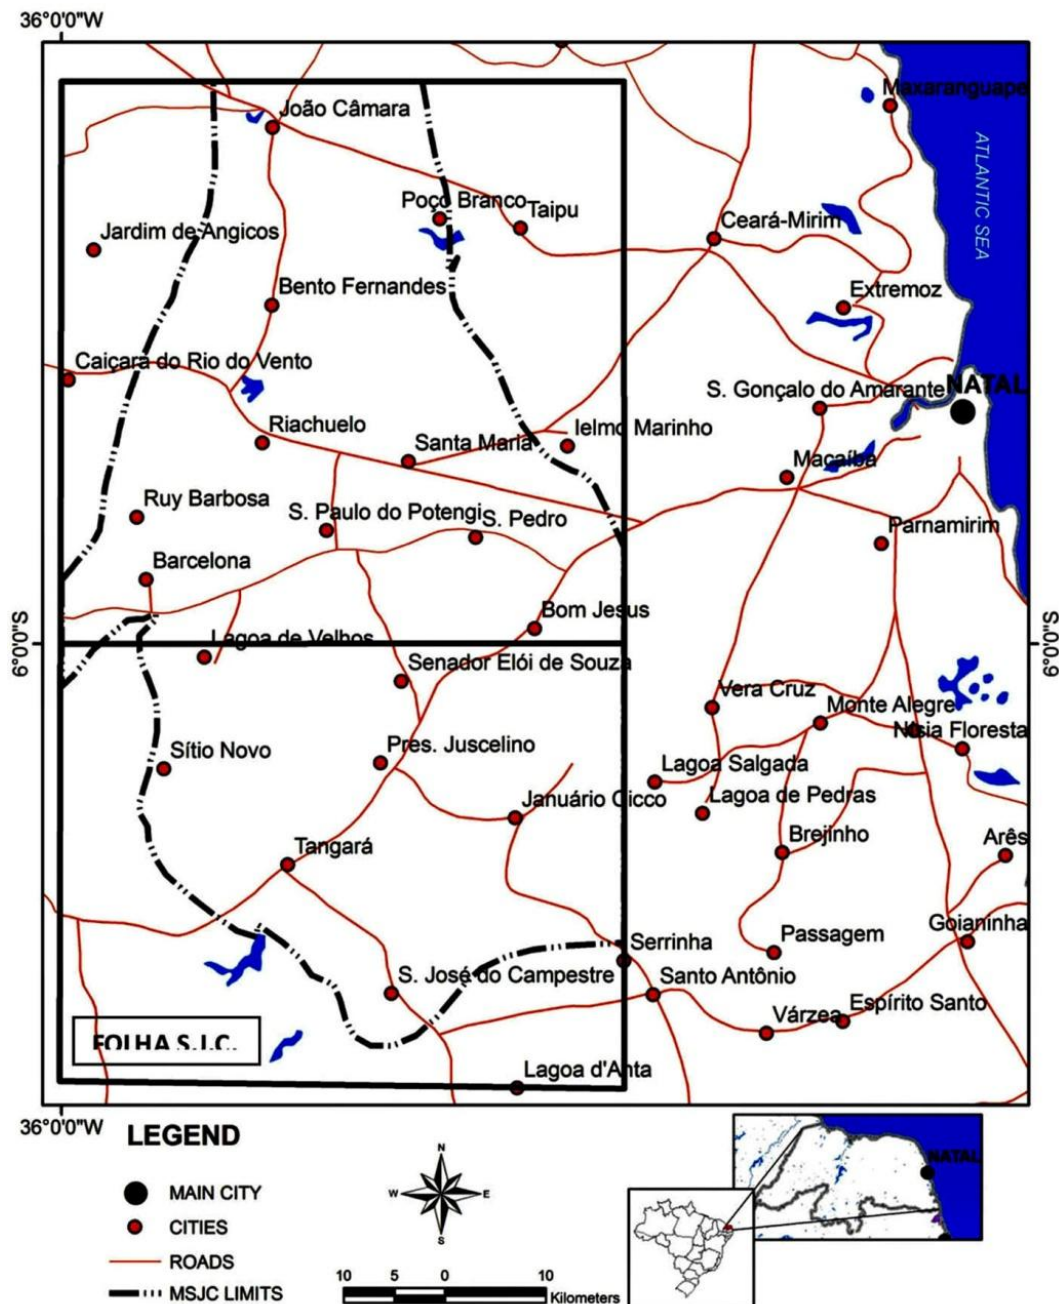 36°0'0"W
João Câmara
Maxaranguape
ATLANTIC SEA
Poço Branco
Taipu
Ceará-Mirim
Jardim de Angicos
Bento Fernandes
Extremoz
Caiçara do Rio do Vento
S. Gonçalo do Amarante
NATAL
Riachuelo
Santa Maria
Ielmo Marinho
Macaíba
Ruy Barbosa
S. Paulo do Potengi
S. Pedro
Parnamirim
Barcelona
Bom Jesus
6°0'0"S
6°0'0"S
Lagoa de Velhos
Senador Elói de Souza
Vera Cruz
Monte Alegre
Nísia Floresta
Sítio Novo
Pres. Juscelino
Lagoa Salgada
Januário Cicco
Lagoa de Pedras
Tangará
Brejinho
Arês
Goianinha
Serrinha
Passagem
S. José do Campestre
Santo Antônio
Espírito Santo
Várzea
FOLHA S.J.C.
Lagoa d'Anta
36°0'0"W
LEGEND
MAIN CITY
CITIES
ROADS
MSJC LIMITS
N
W
E
S
10 5 0 10
Kilometers
NATAL